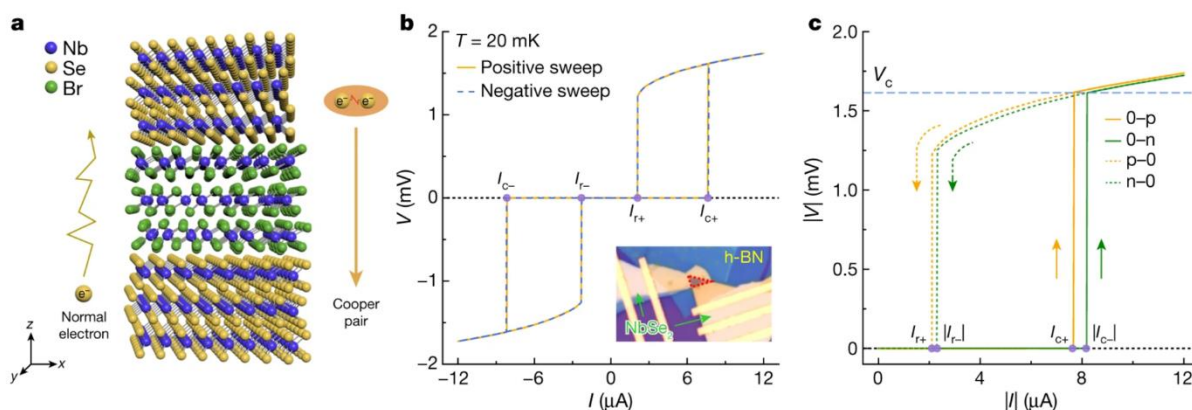 a
Nb
Se
Br
e⁻
Normal
electron
z
y
x
e⁻ e⁻
Cooper
pair
b
T = 20 mK
Positive sweep
Negative sweep
V (mV)
2
1
0
−1
−2
I_c−
I_r−
I_r+
I_c+
h-BN
NbSe₂
−12 −6 0 6 12
I (μA)
c
V_c
|V| (mV)
2.0
1.5
1.0
0.5
0
0–p
0–n
p–0
n–0
I_r+ |I_r−| I_c+ |I_c−|
0 4 8 12
|I| (μA)